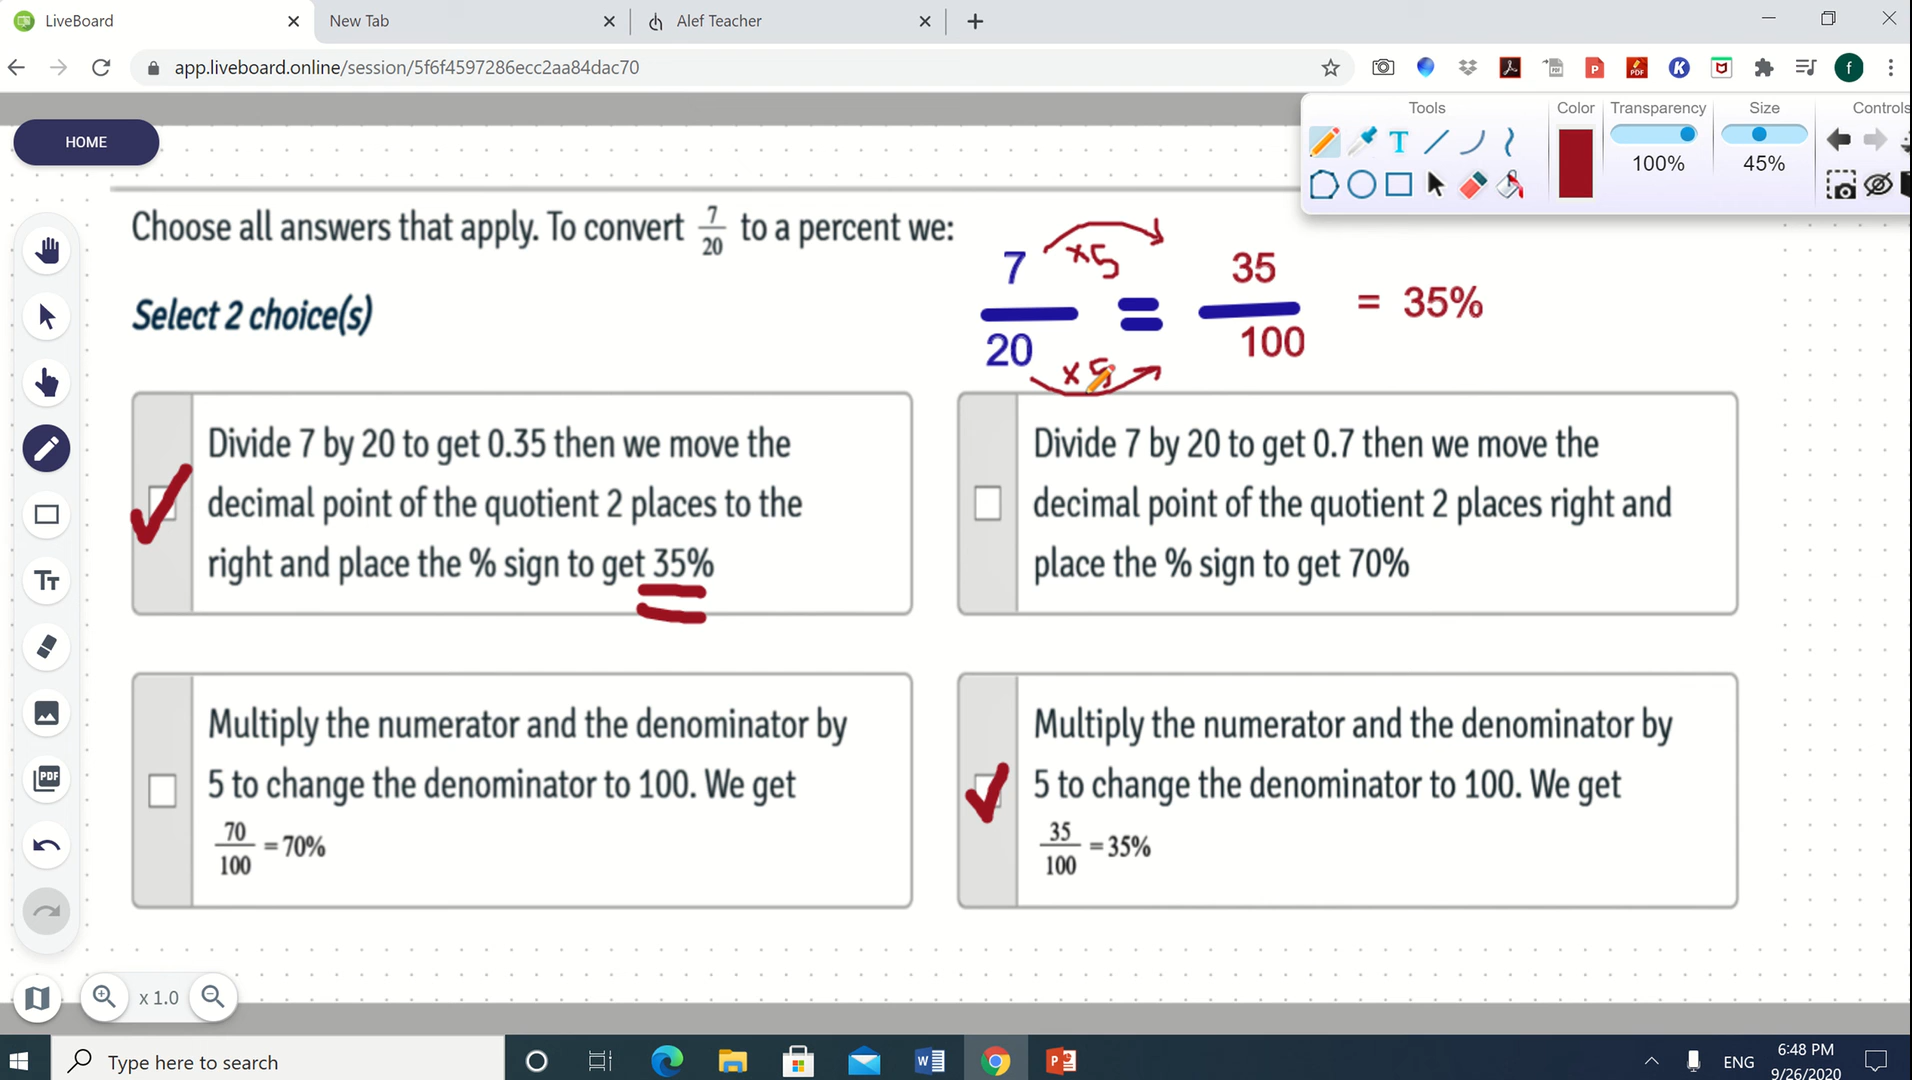 LiveBoard
New Tab
Alef Teacher
app.liveboard.online/session/5f6f4597286ecc2aa84dac70
f
Tools
Color
Transparency
Size
Controls
T
100%
45%
HOME
Choose all answers that apply. To convert 7/20 to a percent we:
Select 2 choice(s)
7 ×5 35
= = 35%
20 ×5 100
Divide 7 by 20 to get 0.35 then we move the
decimal point of the quotient 2 places to the
right and place the % sign to get 35%
Divide 7 by 20 to get 0.7 then we move the
decimal point of the quotient 2 places right and
place the % sign to get 70%
Multiply the numerator and the denominator by
5 to change the denominator to 100. We get
70/100 = 70%
Multiply the numerator and the denominator by
5 to change the denominator to 100. We get
35/100 = 35%
TT
PDF
x 1.0
Type here to search
ENG
6:48 PM
9/26/2020